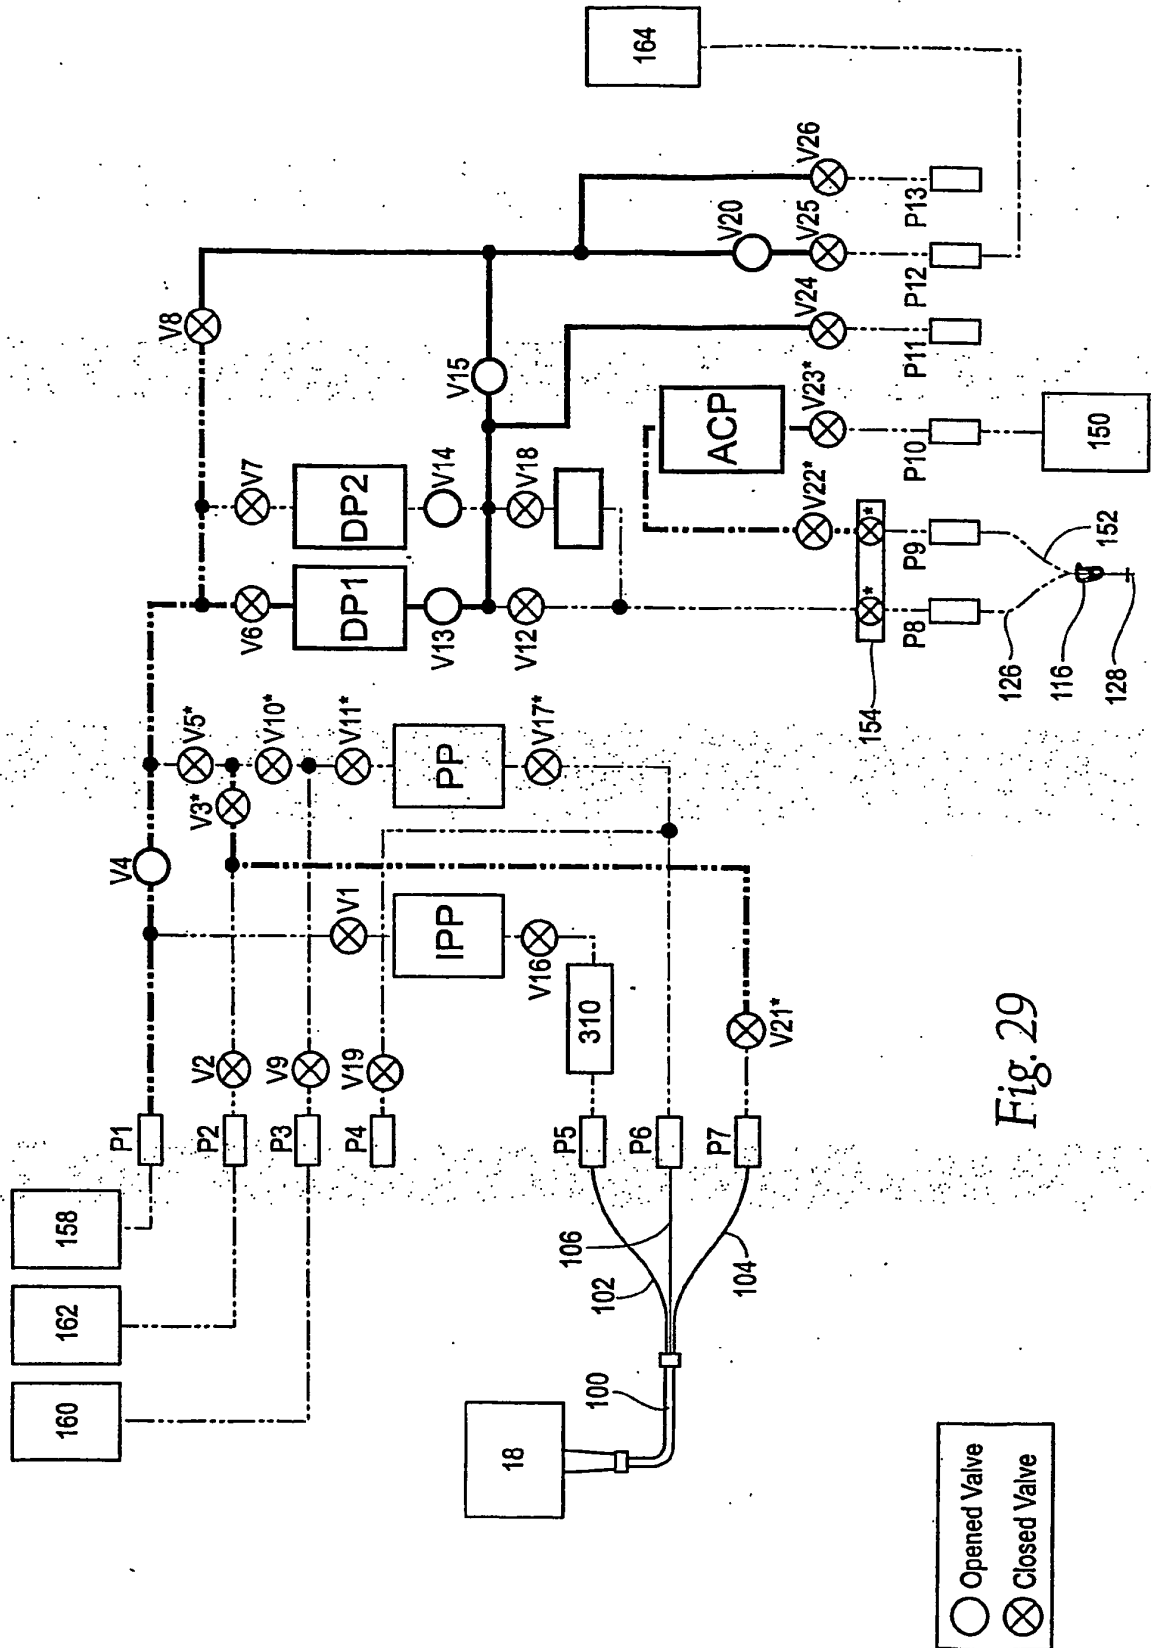 158
162
160
164
P1
V4
V8
V2
P2
V3*
V5*
V6
V7
V10*
P3
V9
V1
V11*
DP1
DP2
P4
V19
IPP
PP
V13
V14
V15
V16
V17*
V12
V18
310
P5
P6
P7
V21*
102
106
104
100
18
ACP
V20
V22*
V23*
V24
V25
V26
154
*
*
P8
P9
P10
P11
P12
P13
126
116
128
152
150
Fig. 29
Opened Valve
Closed Valve